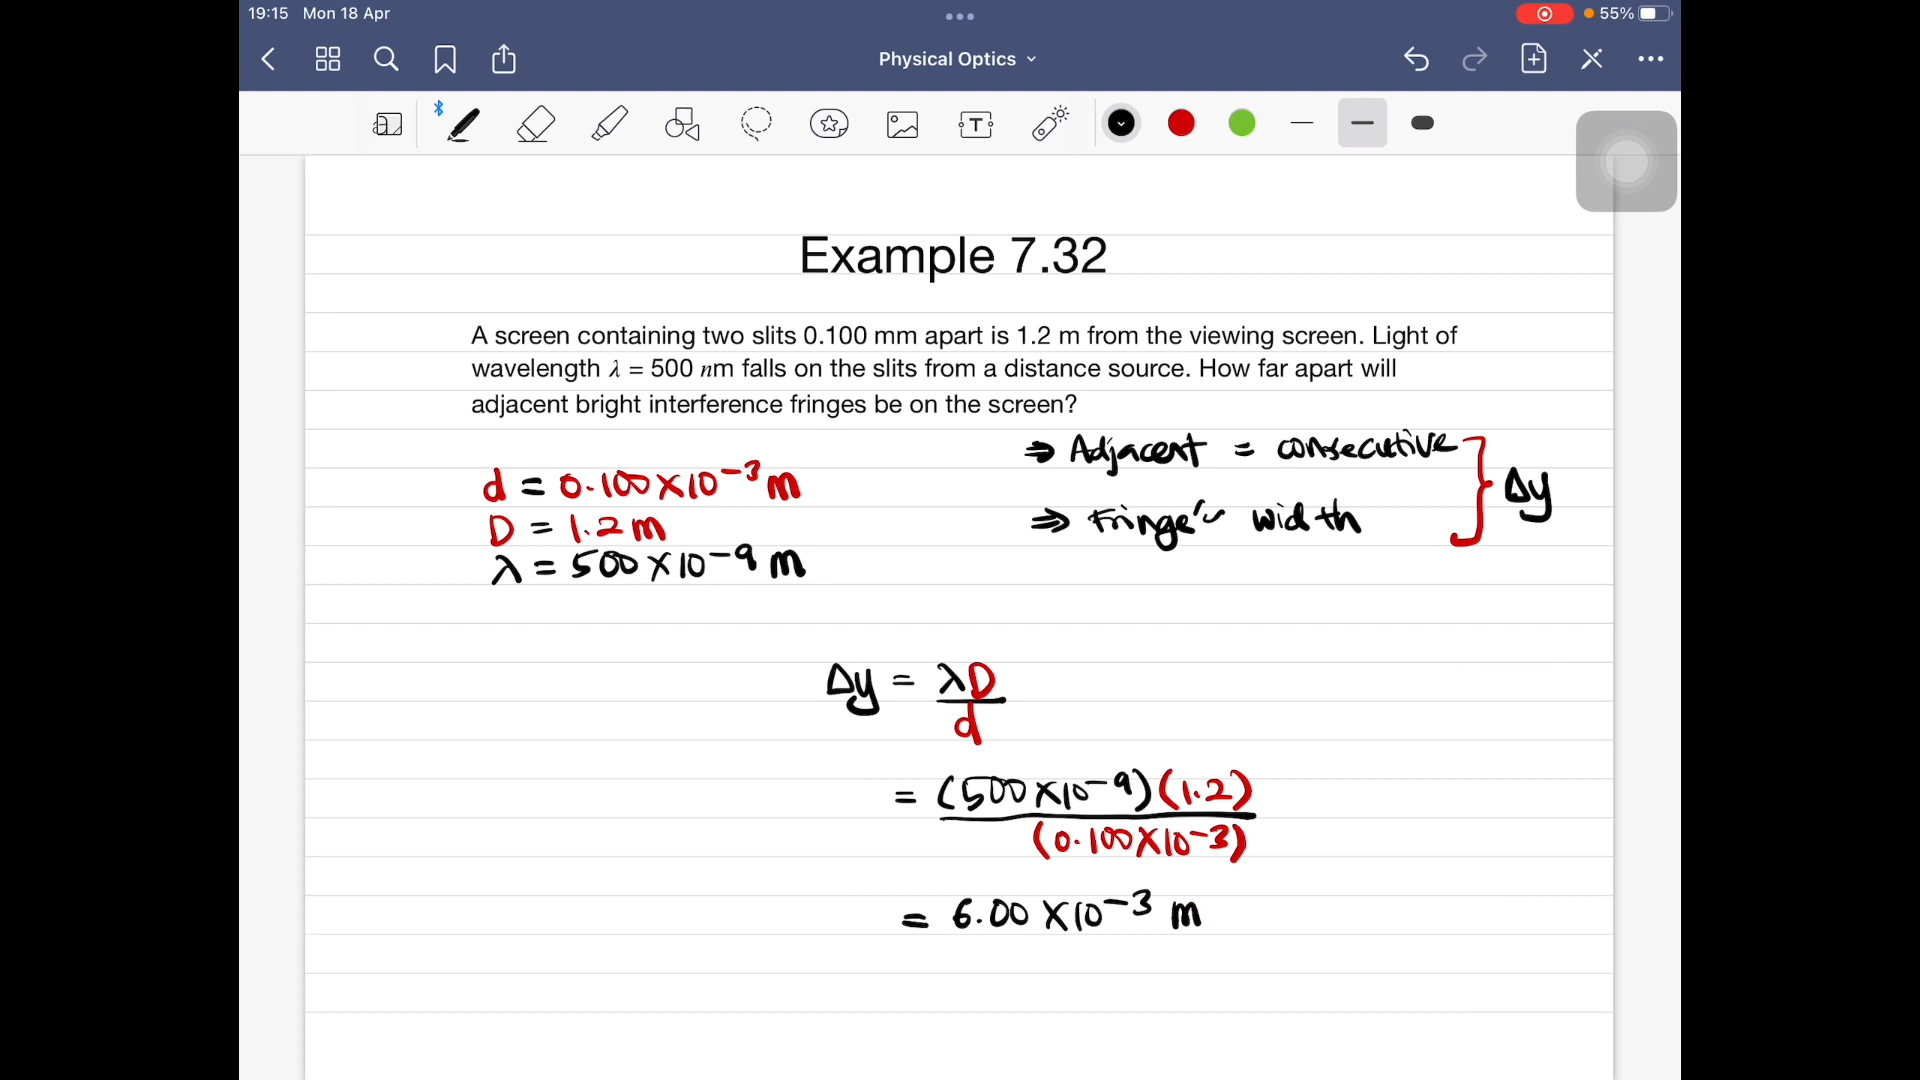 19:15 Mon 18 Apr
55%
Physical Optics
Example 7.32
A screen containing two slits 0.100 mm apart is 1.2 m from the viewing screen. Light of
wavelength λ = 500 nm falls on the slits from a distance source. How far apart will
adjacent bright interference fringes be on the screen?
⇒ Adjacent = consecutive
⇒ Fringe's width
Δy
d = 0.100 × 10⁻³ m
D = 1.2 m
λ = 500 × 10⁻⁹ m
Δy = λD
d
= (500 × 10⁻⁹)(1.2)
(0.100 × 10⁻³)
= 6.00 × 10⁻³ m